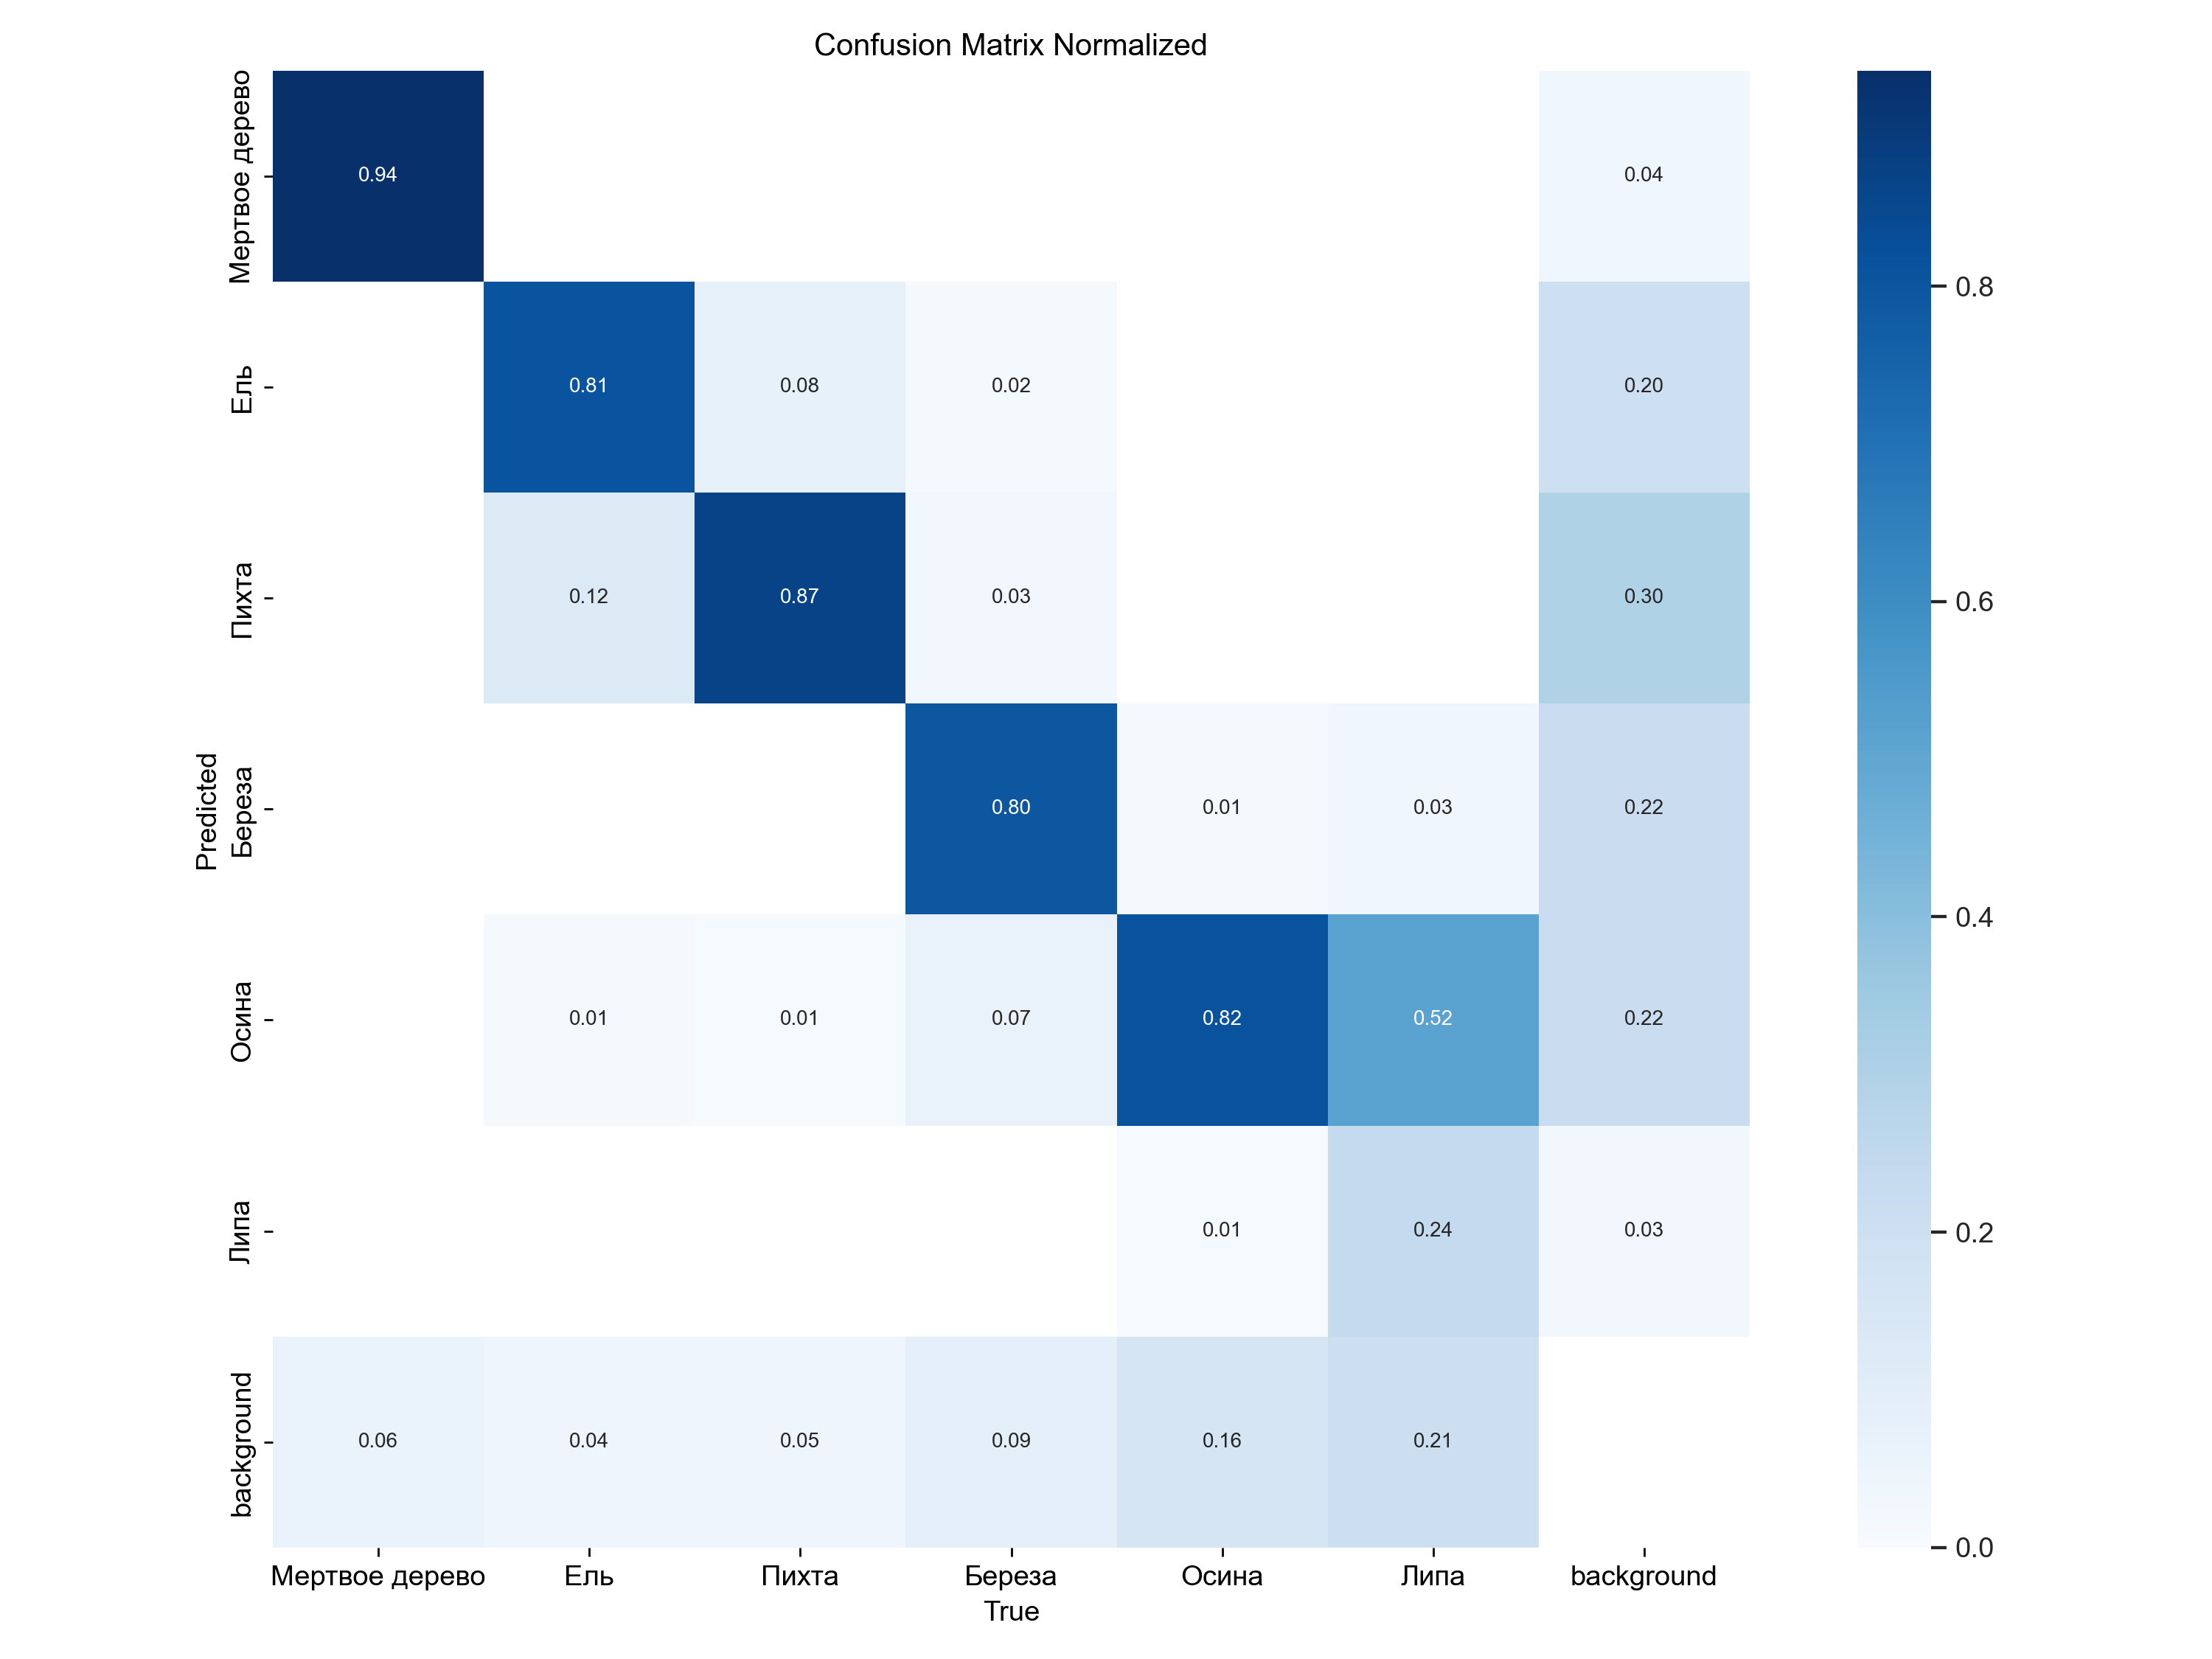 Confusion Matrix Normalized
Мертвое дерево
0.94
0.04
0.8
Ель
0.81
0.08
0.02
0.20
Пихта
0.12
0.87
0.03
0.30
0.6
Predicted
Береза
0.80
0.01
0.03
0.22
0.4
Осина
0.01
0.01
0.07
0.82
0.52
0.22
Липа
0.01
0.24
0.03
0.2
background
0.06
0.04
0.05
0.09
0.16
0.21
0.0
Мертвое дерево
Ель
Пихта
Береза
Осина
Липа
background
True